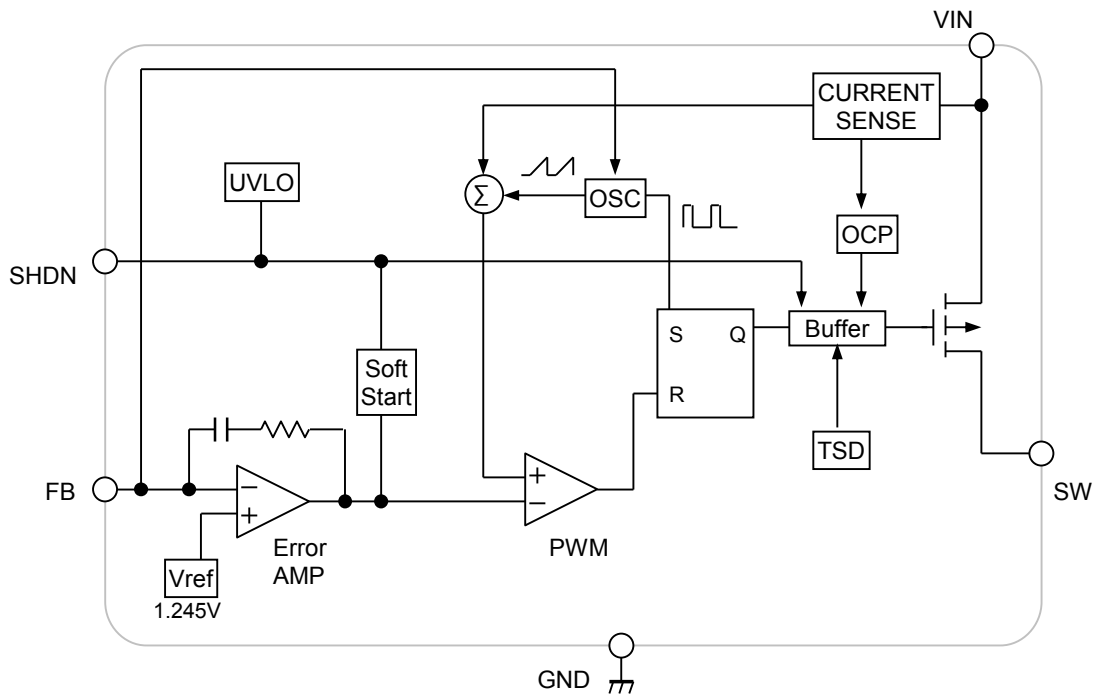 VIN
CURRENT
SENSE
UVLO
Σ
OSC
OCP
SHDN
S
Q
Buffer
Soft
Start
R
TSD
FB
−
+
+
−
SW
Error
AMP
PWM
Vref
1.245V
GND